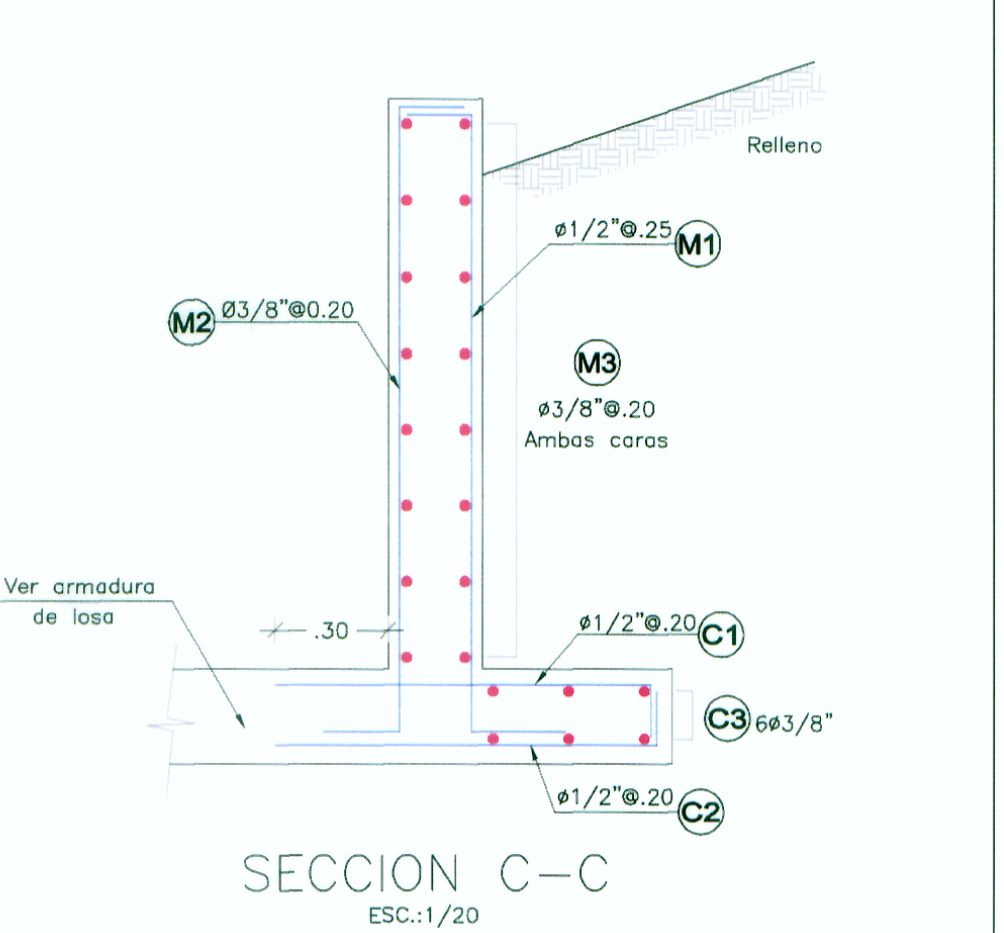 Relleno
ø1/2"@.25 M1
M2 Ø3/8"@0.20
M3
ø3/8"@.20
Ambas caras
Ver armadura
de losa
.30
ø1/2"@.20 C1
C3 6ø3/8"
ø1/2"@.20 C2
SECCION C-C
ESC.:1/20